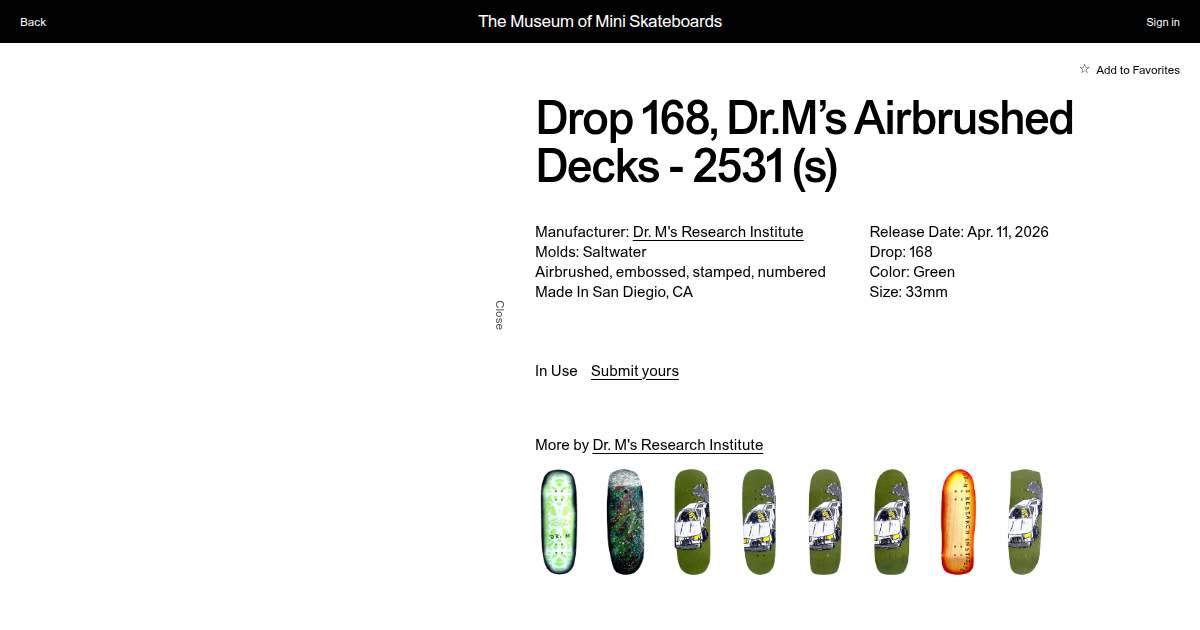 Back
The Museum of Mini Skateboards
Sign in
☆ Add to Favorites
Drop 168, Dr.M’s Airbrushed
Decks - 2531 (s)
Manufacturer: Dr. M's Research Institute
Molds: Saltwater
Airbrushed, embossed, stamped, numbered
Made In San Diegio, CA
Release Date: Apr. 11, 2026
Drop: 168
Color: Green
Size: 33mm
Close
In Use Submit yours
More by Dr. M's Research Institute
DR. M